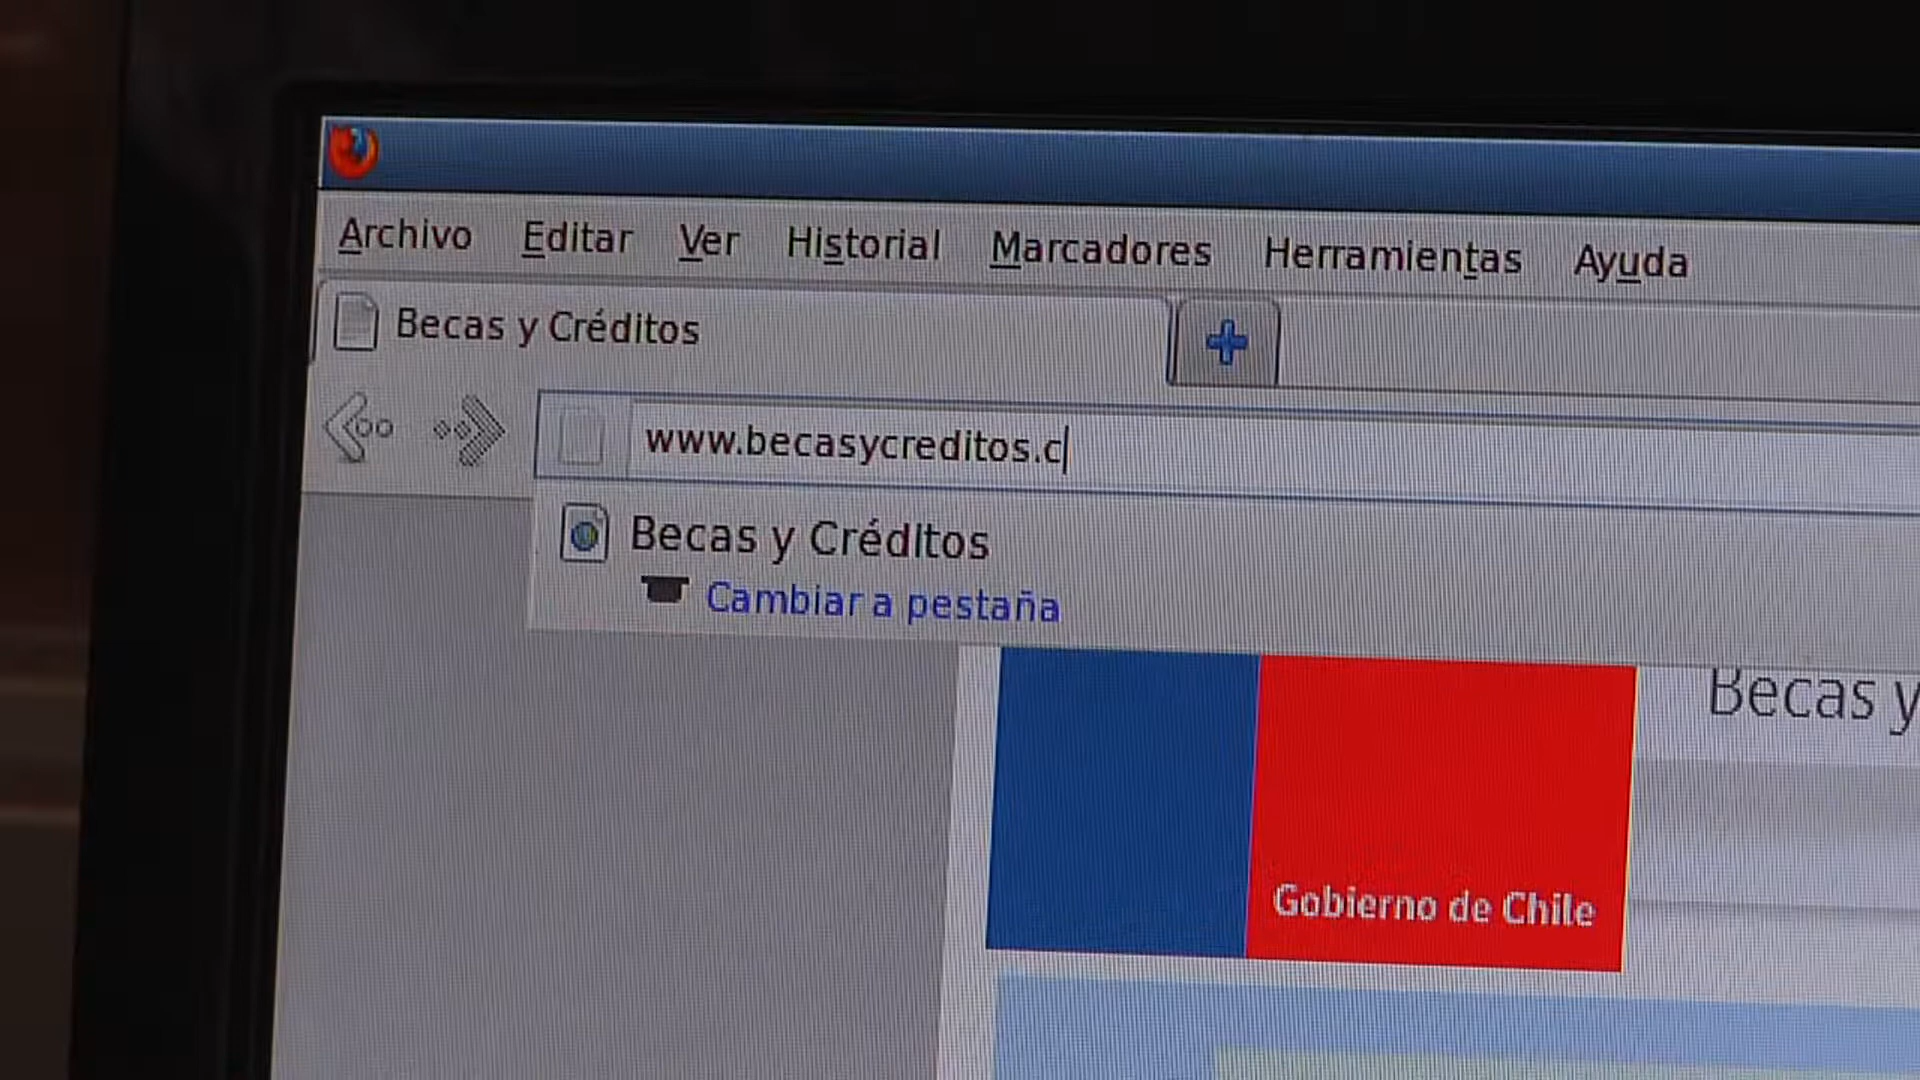 Archivo Editar Ver Historial Marcadores Herramientas Ayuda
Becas y Créditos
www.becasycreditos.c
Becas y Créditos
Cambiar a pestaña
Becas y
Gobierno de Chile